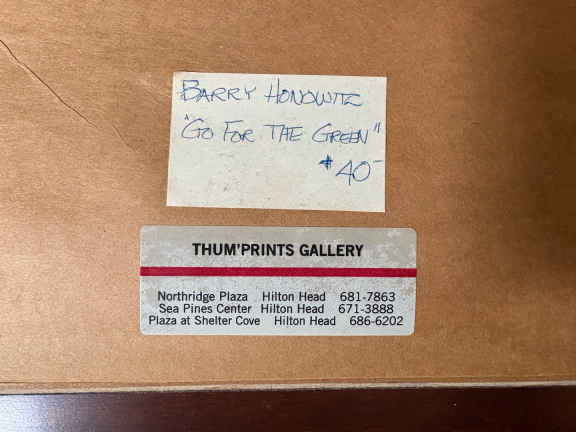 BARRY HONOWITZ
"GO FOR THE GREEN"
$40-
THUM'PRINTS GALLERY
Northridge Plaza Hilton Head 681-7863
Sea Pines Center Hilton Head 671-3888
Plaza at Shelter Cove Hilton Head 686-6202